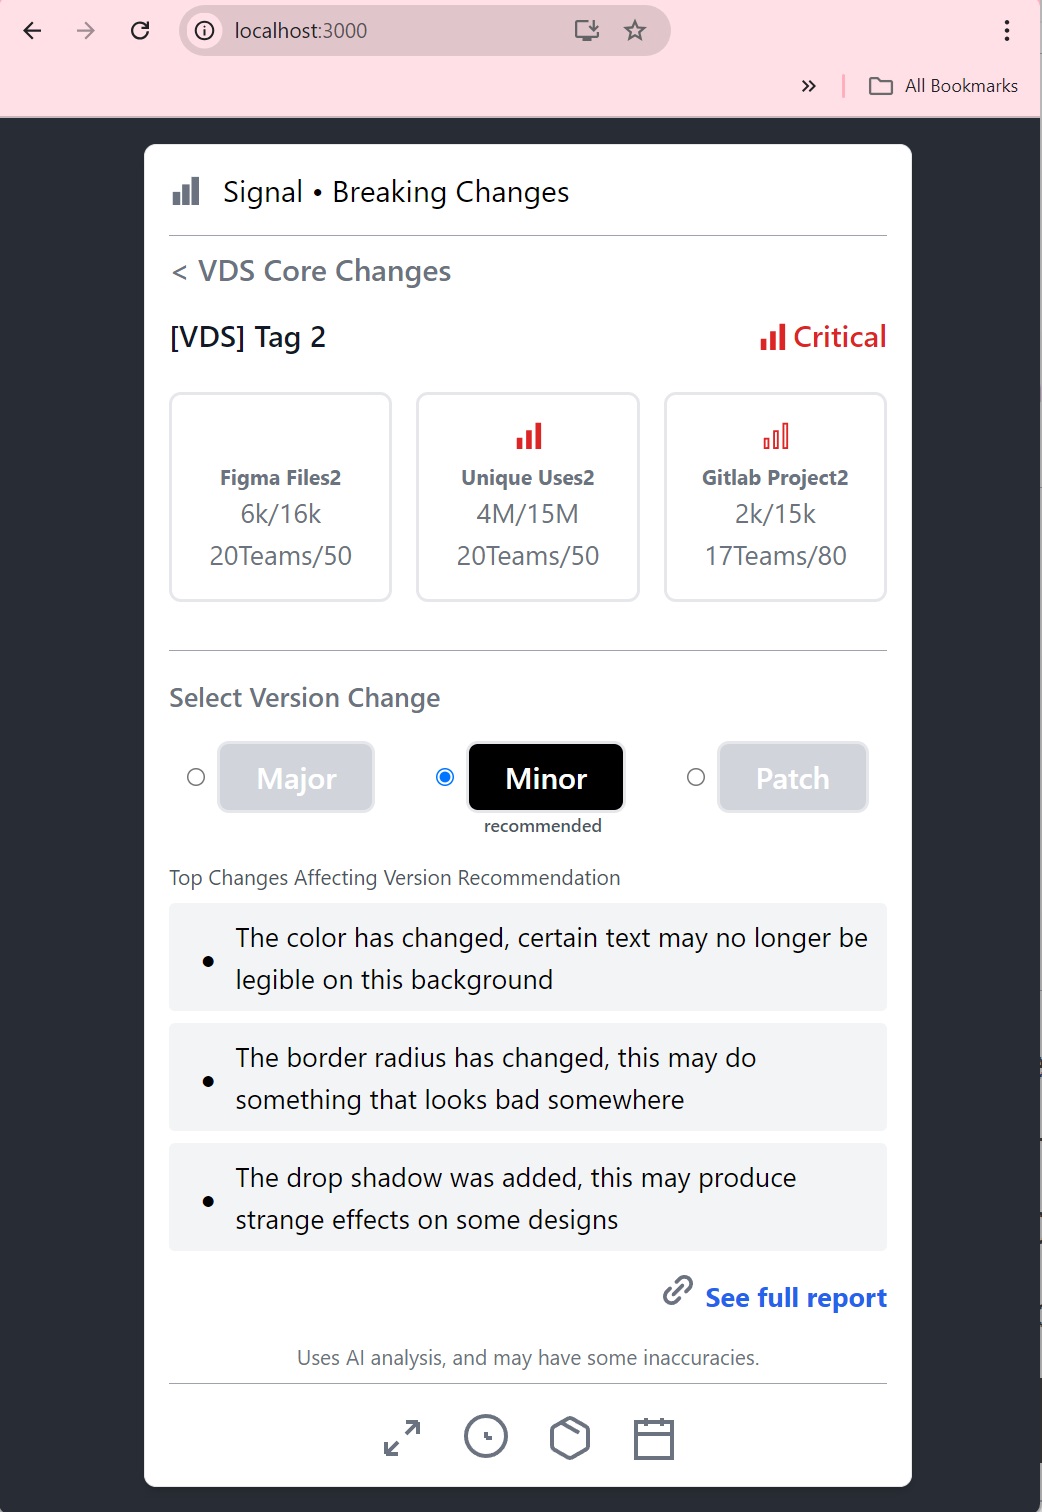 localhost:3000
All Bookmarks
Signal • Breaking Changes
< VDS Core Changes
[VDS] Tag 2
Critical
Figma Files2
6k/16k
20Teams/50
Unique Uses2
4M/15M
20Teams/50
Gitlab Project2
2k/15k
17Teams/80
Select Version Change
Major
Minor
recommended
Patch
Top Changes Affecting Version Recommendation
• The color has changed, certain text may no longer be
legible on this background
• The border radius has changed, this may do
something that looks bad somewhere
• The drop shadow was added, this may produce
strange effects on some designs
See full report
Uses AI analysis, and may have some inaccuracies.